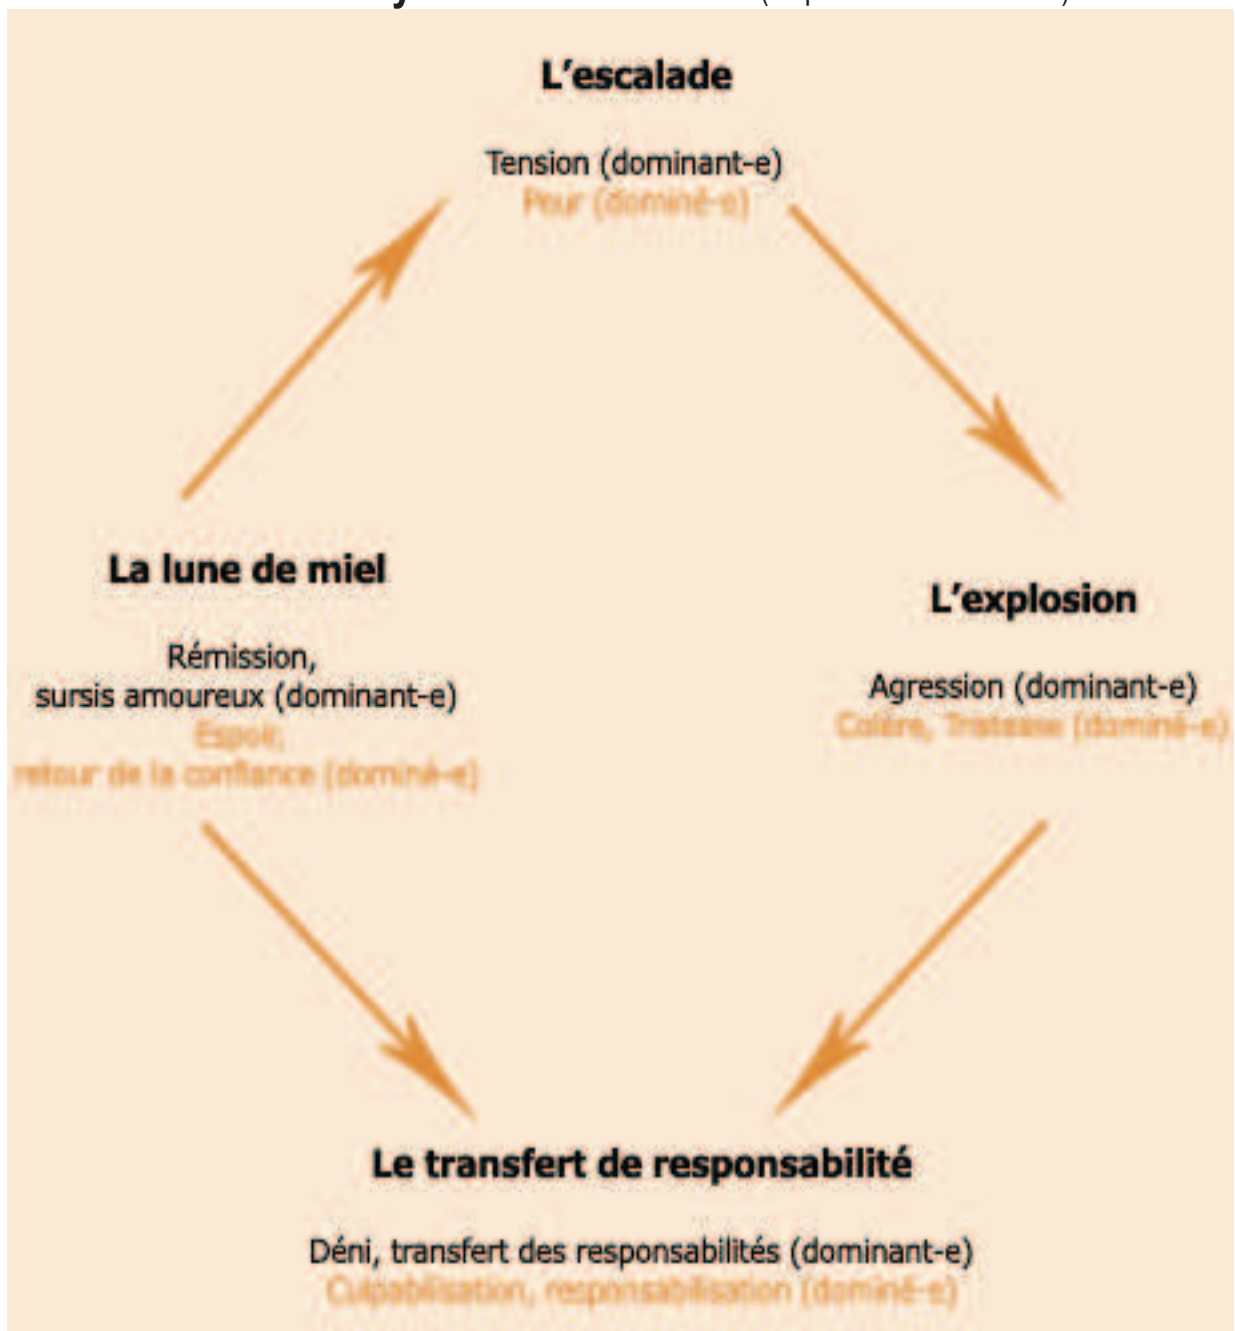 L'escalade
Tension (dominant-e)
Peur (dominé-e)
La lune de miel
Rémission,
sursis amoureux (dominant-e)
Espoir,
retour de la confiance (dominé-e)
L'explosion
Agression (dominant-e)
Colère, Tristesse (dominé-e)
Le transfert de responsabilité
Déni, transfert des responsabilités (dominant-e)
Culpabilisation, responsabilisation (dominé-e)